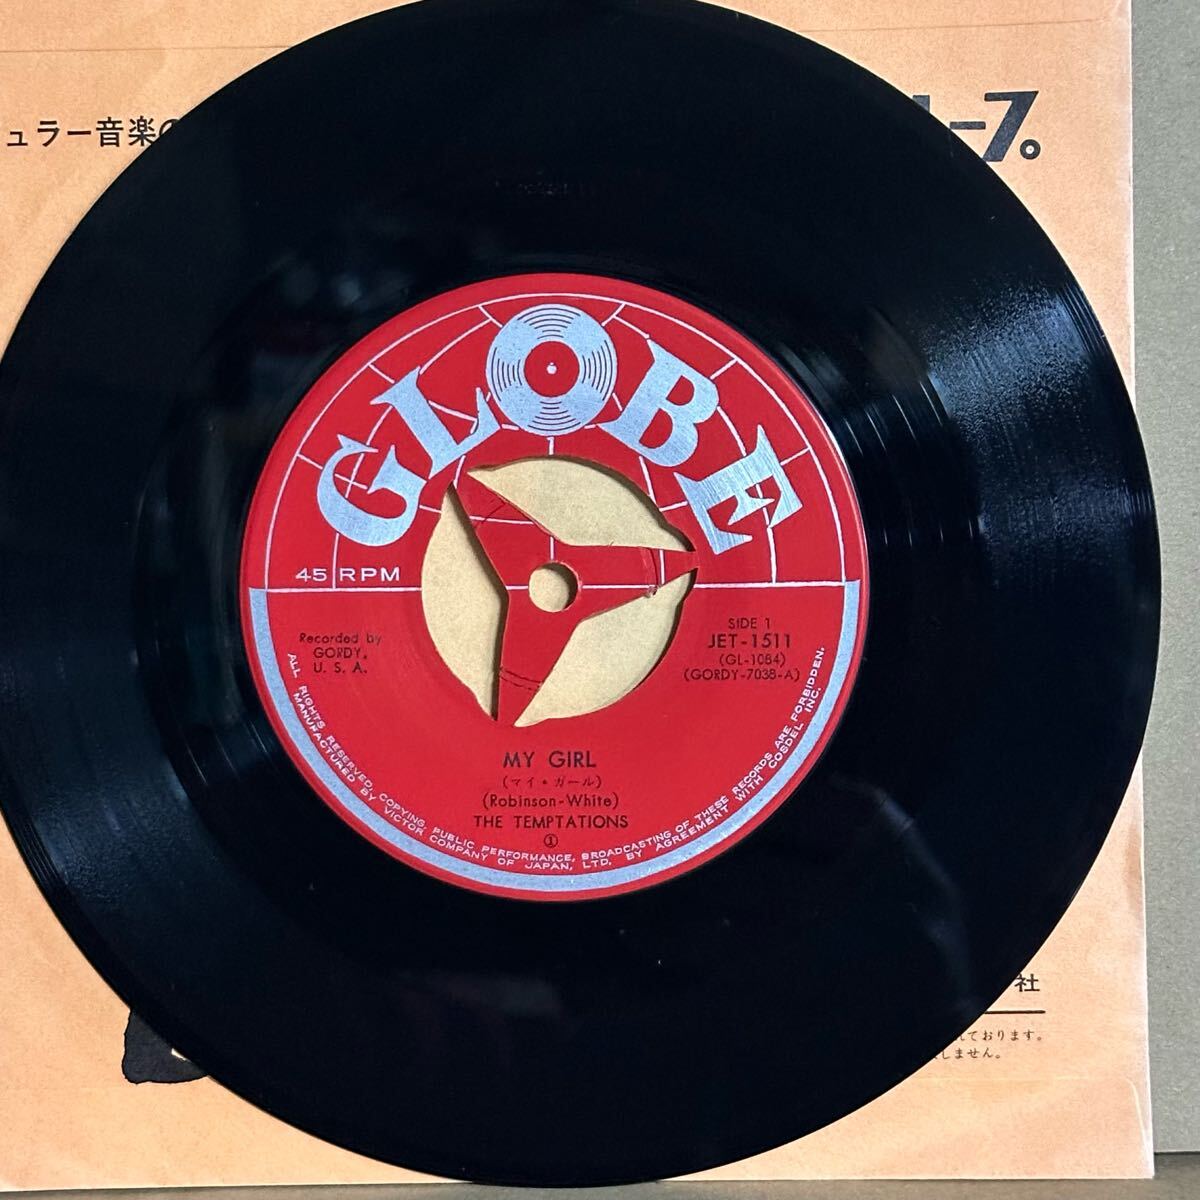 ュラー音楽の
ープ。
GLOBE
45 RPM
Recorded by
GORDY,
U. S. A.
SIDE 1
JET-1511
(GL-1084)
(GORDY-7038-A)
MY GIRL
(マイ・ガール)
(Robinson-White)
THE TEMPTATIONS
①
ALL RIGHTS RESERVED, COPYING, PUBLIC PERFORMANCE, BROADCASTING OF THESE RECORDS ARE FORBIDDEN.
MANUFACTURED BY VICTOR COMPANY OF JAPAN, LTD. BY AGREEMENT WITH COSDEL INC.
社
ております。
しません。